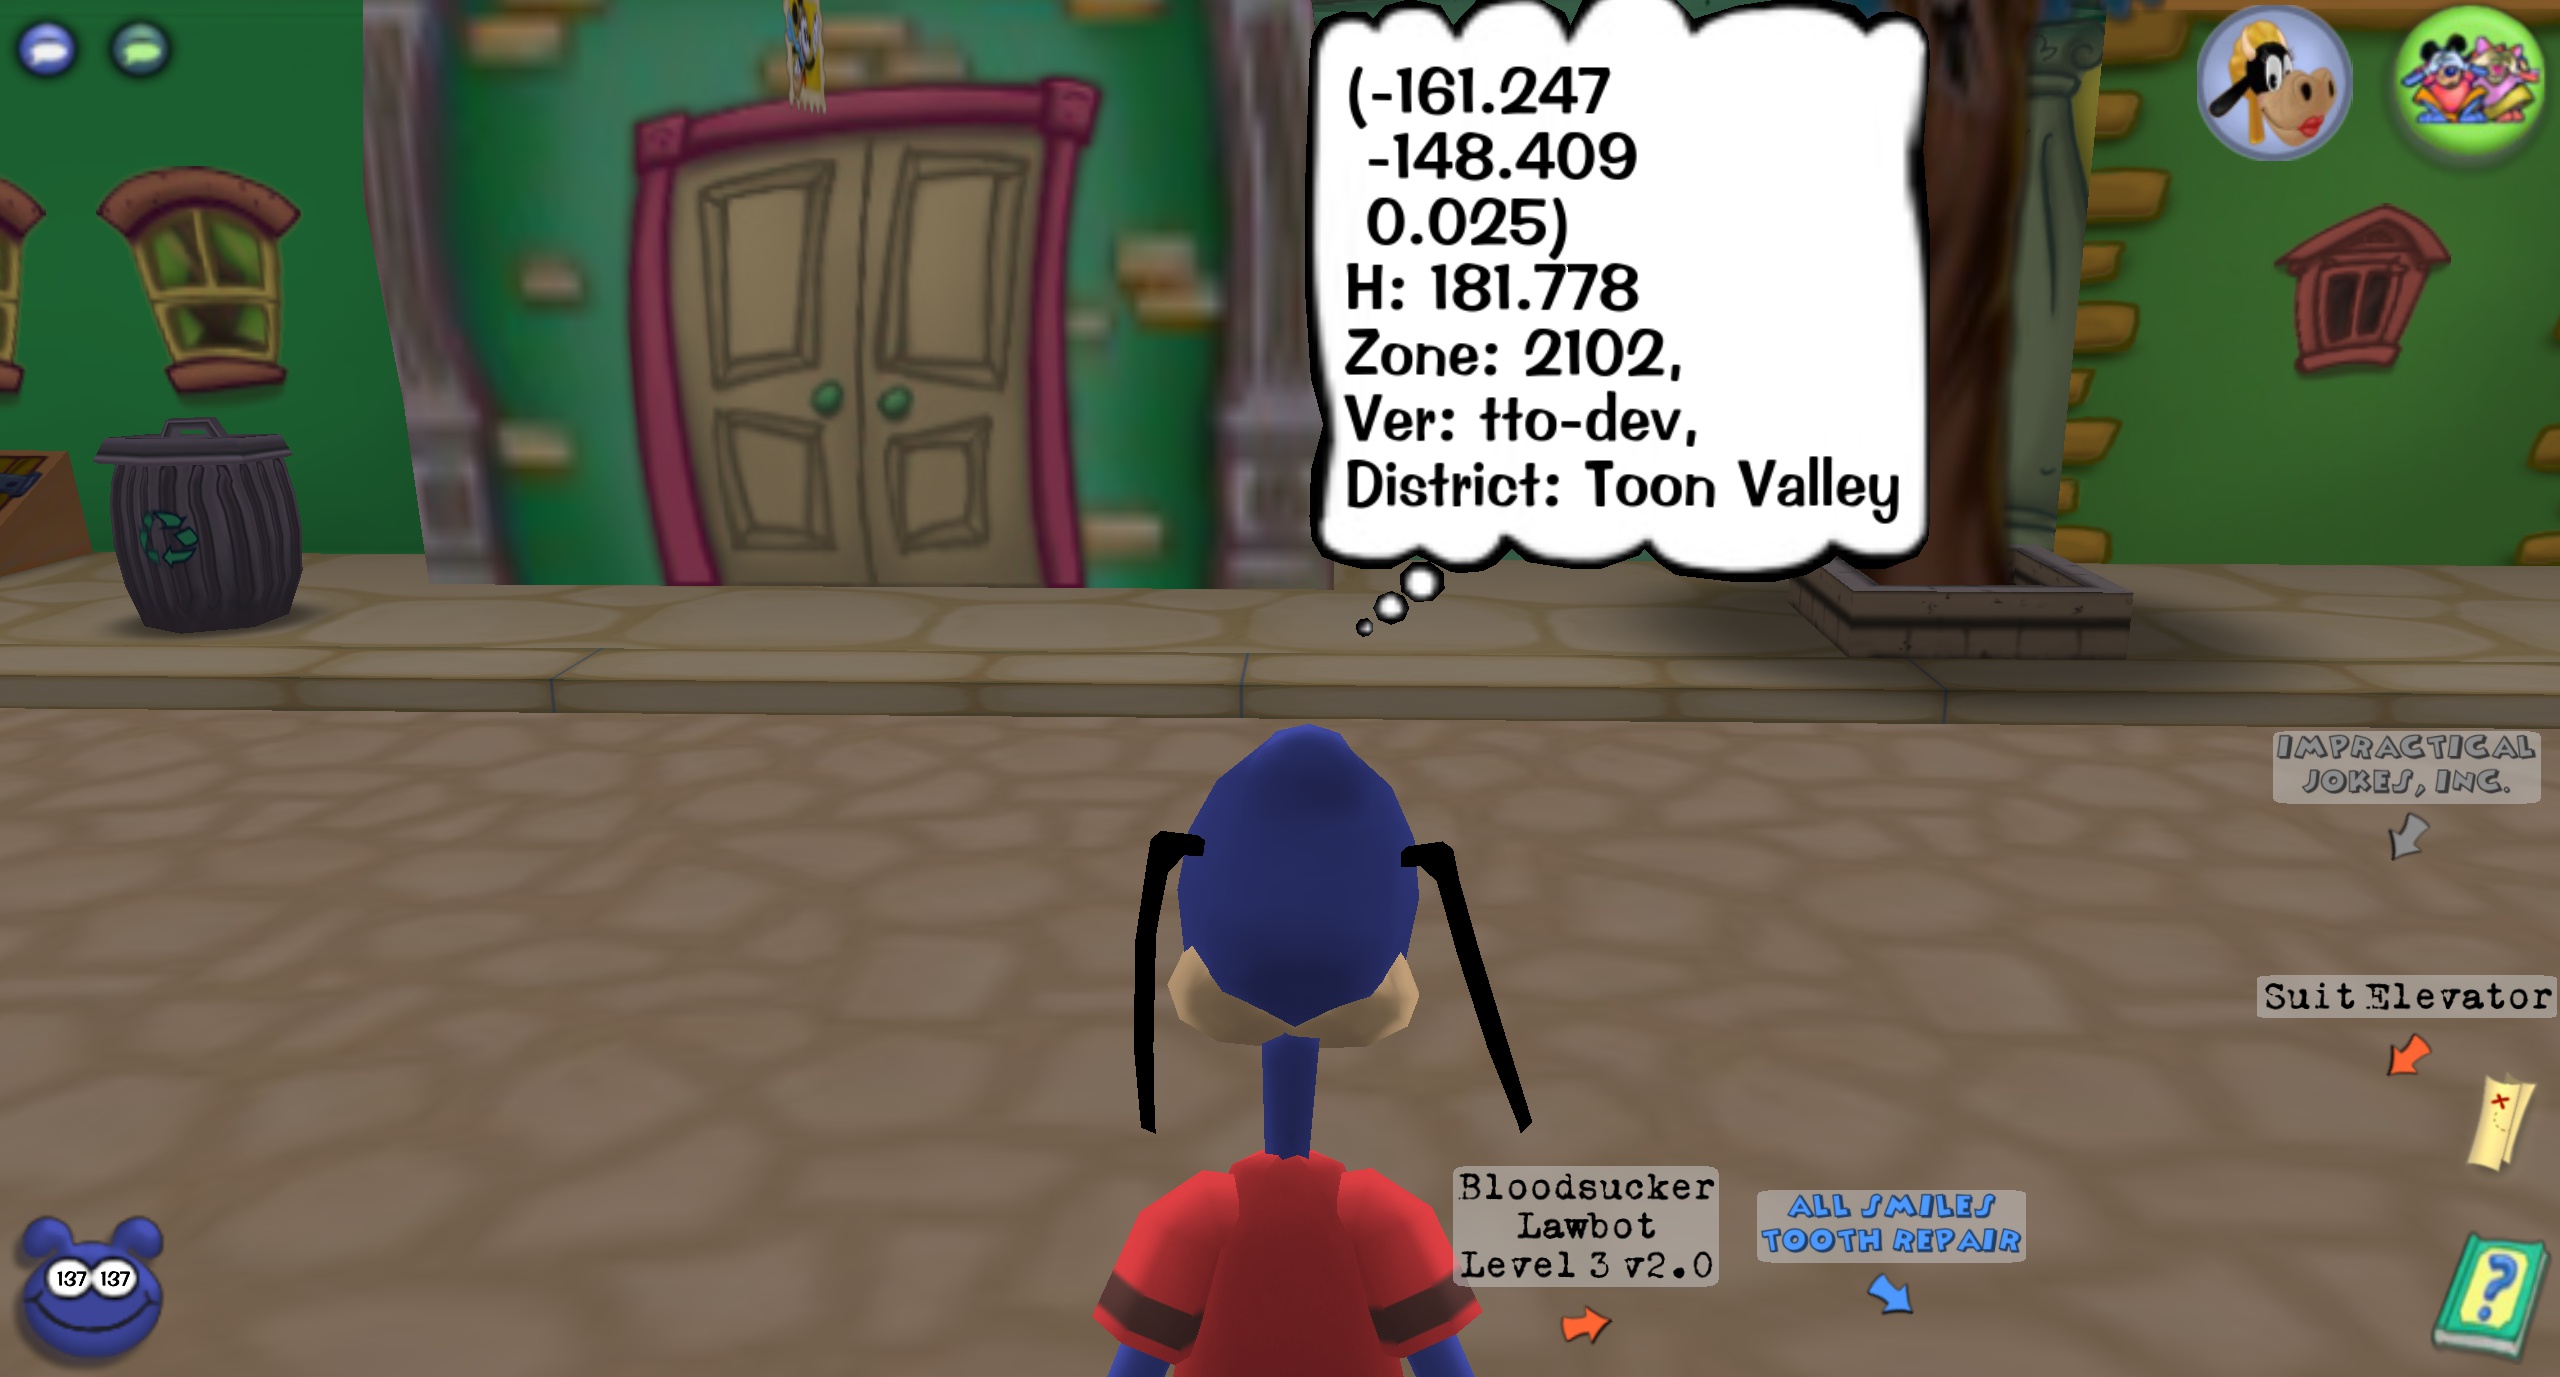 (-161.247
-148.409
0.025)
H: 181.778
Zone: 2102,
Ver: tto-dev,
District: Toon Valley
IMPRACTICAL
JOKES, INC.
Suit Elevator
Bloodsucker
Lawbot
Level 3 v2.0
ALL SMILES
TOOTH REPAIR
137 137
?